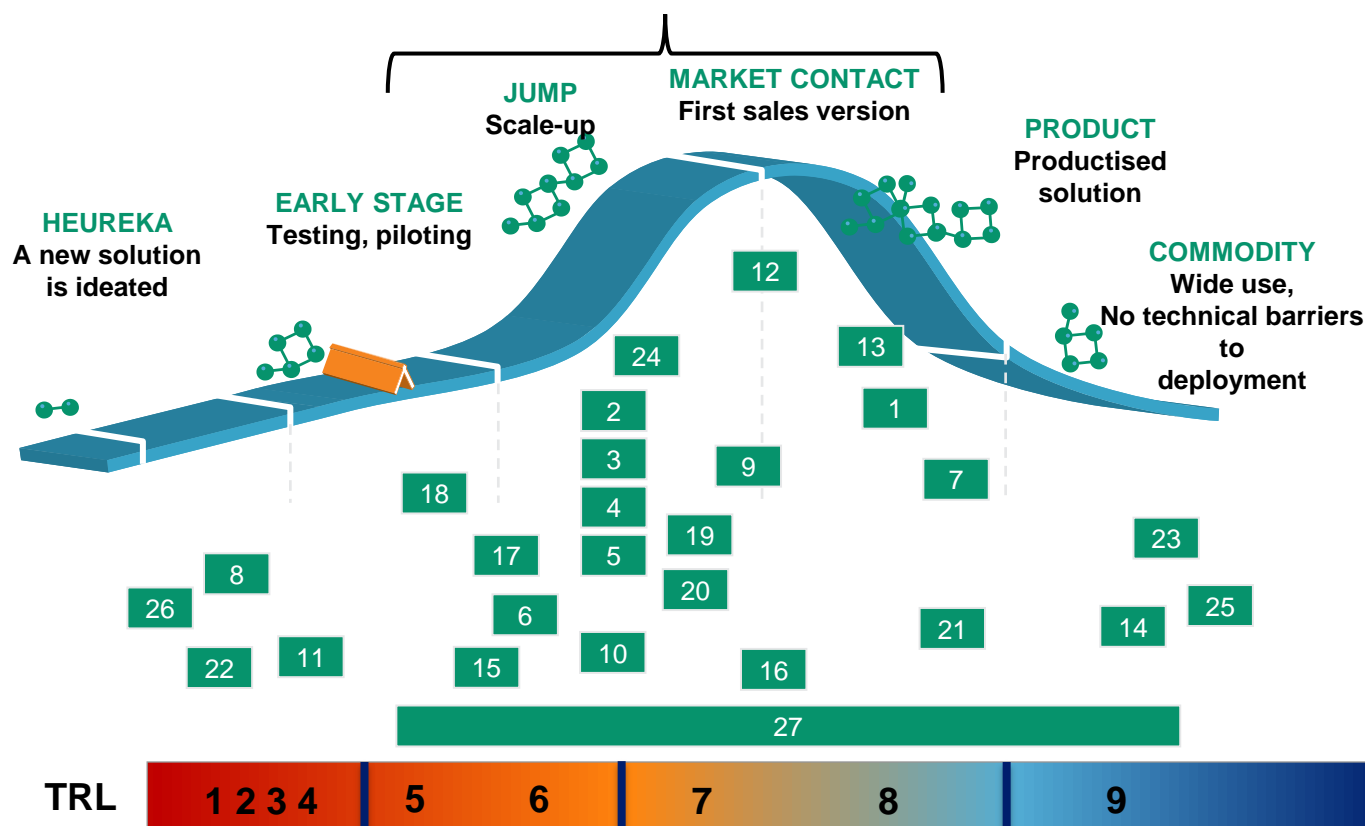 JUMP
Scale-up
MARKET CONTACT
First sales version
PRODUCT
Productised
solution
EARLY STAGE
Testing, piloting
HEUREKA
A new solution
is ideated
COMMODITY
Wide use,
No technical barriers
to
deployment
12
24
13
2
1
3
9
7
18
4
19
23
17
5
8
20
26
6
25
21
14
10
11
22
15
16
27
TRL
1 2 3 4
5
6
7
8
9